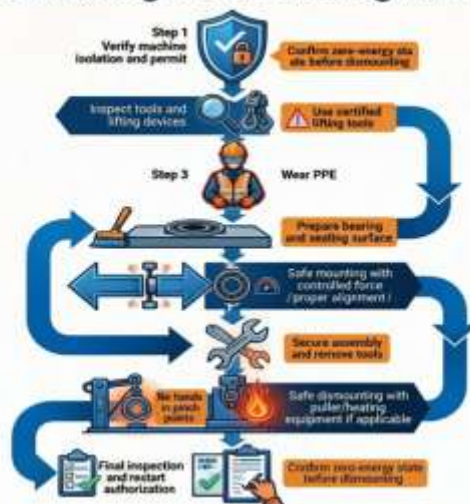 Step 1
Verify machine
isolation and permit
Confirm zero-energy sta
ate before dismounting
Inspect tools and
lifting devices
Use certified
lifting tools
Step 3
Wear PPE
Prepare bearing
and seating surface
Safe mounting with
controlled force
/proper alignment /
Secure assembly
and remove tools
No hands
in pinch
points
Safe dismounting with
puller/heating
equipment if applicable
Final inspection
and restart
authorization
Confirm zero-energy state
before dismounting